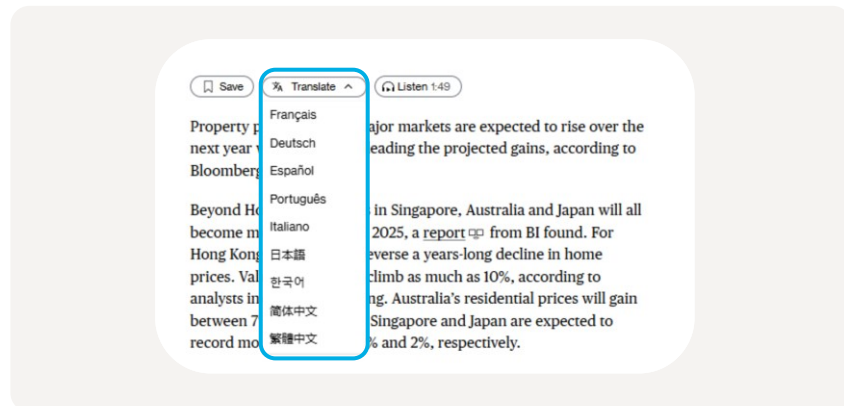 Save Translate Listen 1:49
Français
Deutsch
Español
Português
Italiano
日本語
한국어
简体中文
繁體中文
Property ajor markets are expected to rise over the
next year eading the projected gains, according to
Bloomberg
Beyond in Singapore, Australia and Japan will all
become 2025, a report from BI found. For
Hong Kong everse a years-long decline in home
prices. climb as much as 10%, according to
analysts in ng. Australia's residential prices will gain
between 7 Singapore and Japan are expected to
record % and 2%, respectively.